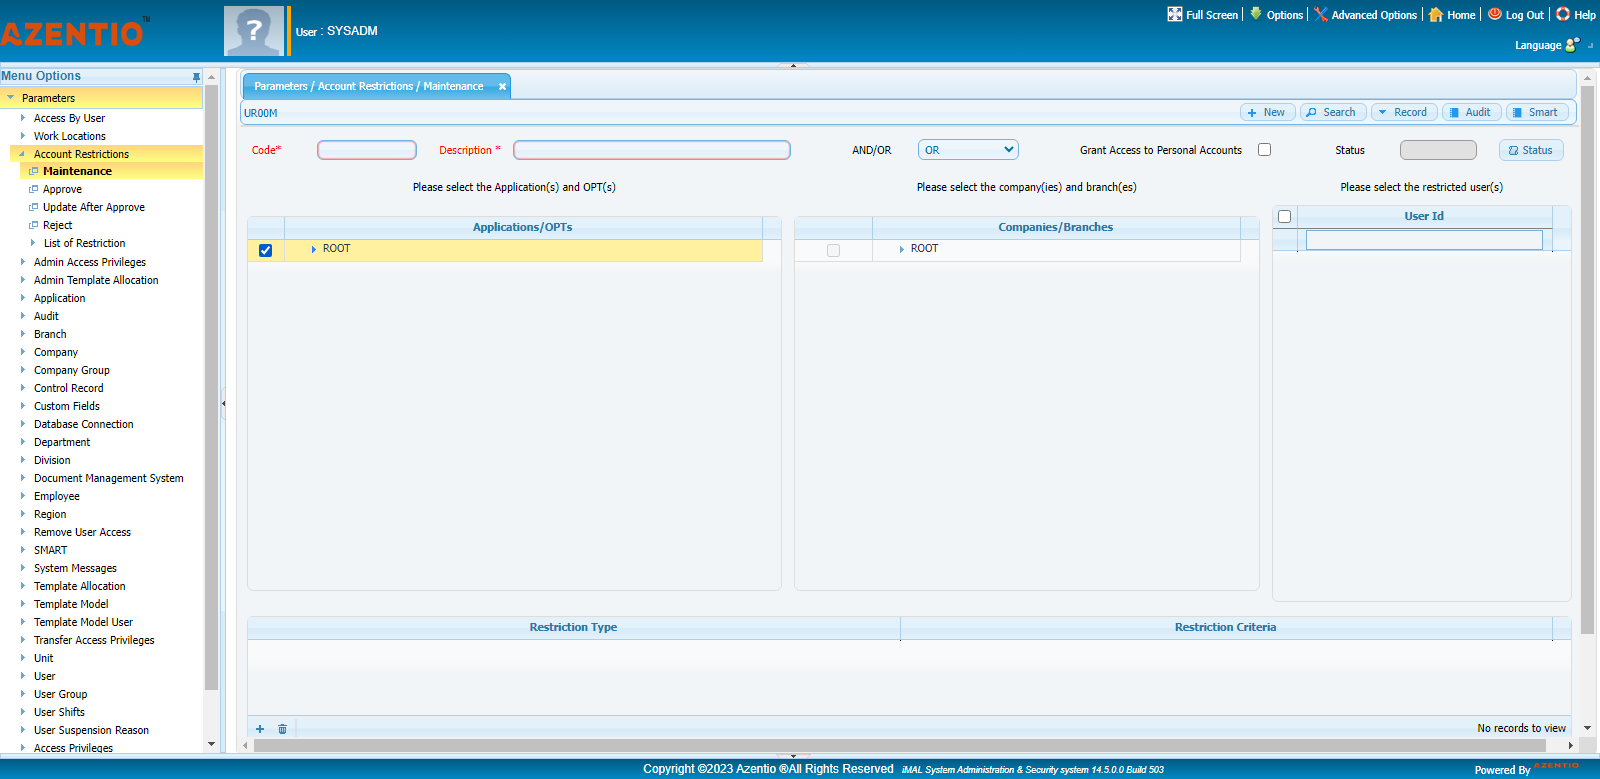 AZENTIO™
User : SYSADM
Full Screen
Options
Advanced Options
Home
Log Out
Help
Language
Menu Options
Parameters
Access By User
Work Locations
Account Restrictions
Maintenance
Approve
Update After Approve
Reject
List of Restriction
Admin Access Privileges
Admin Template Allocation
Application
Audit
Branch
Company
Company Group
Control Record
Custom Fields
Database Connection
Department
Division
Document Management System
Employee
Region
Remove User Access
SMART
System Messages
Template Allocation
Template Model
Template Model User
Transfer Access Privileges
Unit
User
User Group
User Shifts
User Suspension Reason
Access Privileges
Parameters / Account Restrictions / Maintenance
UR00M
New
Search
Record
Audit
Smart
Code*
Description *
AND/OR
OR
Grant Access to Personal Accounts
Status
Status
Please select the Application(s) and OPT(s)
Please select the company(ies) and branch(es)
Please select the restricted user(s)
Applications/OPTs
ROOT
Companies/Branches
ROOT
User Id
Restriction Type
Restriction Criteria
No records to view
Copyright ©2023 Azentio ®All Rights Reserved iMAL System Administration & Security system 14.5.0.0 Build 503
Powered By AZENTIO